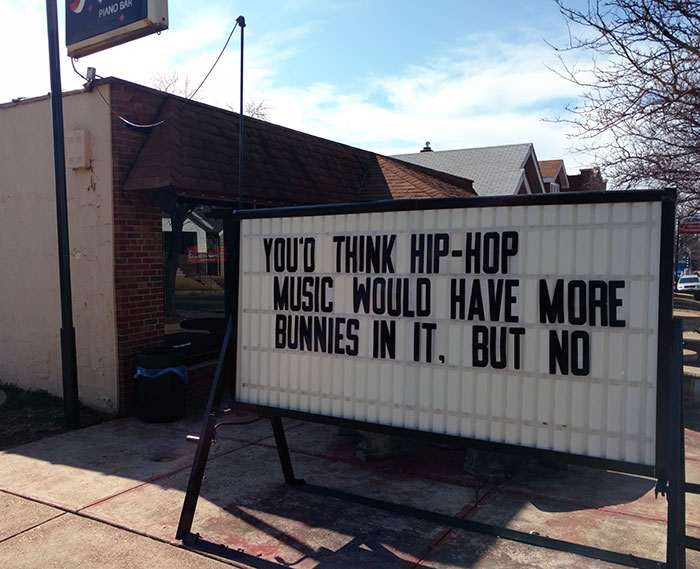 PIANO BAR
YOU'D THINK HIP-HOP
MUSIC WOULD HAVE MORE
BUNNIES IN IT, BUT NO